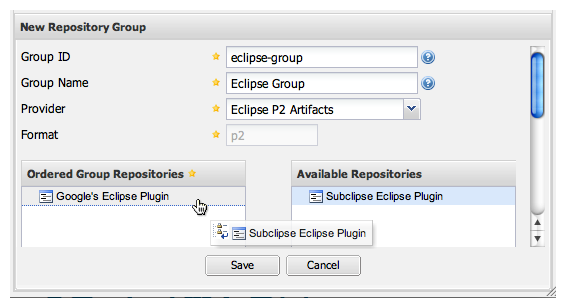 New Repository Group
Group ID
eclipse-group
Group Name
Eclipse Group
Provider
Eclipse P2 Artifacts
Format
p2
Ordered Group Repositories
Available Repositories
Google's Eclipse Plugin
Subclipse Eclipse Plugin
Subclipse Eclipse Plugin
Save
Cancel